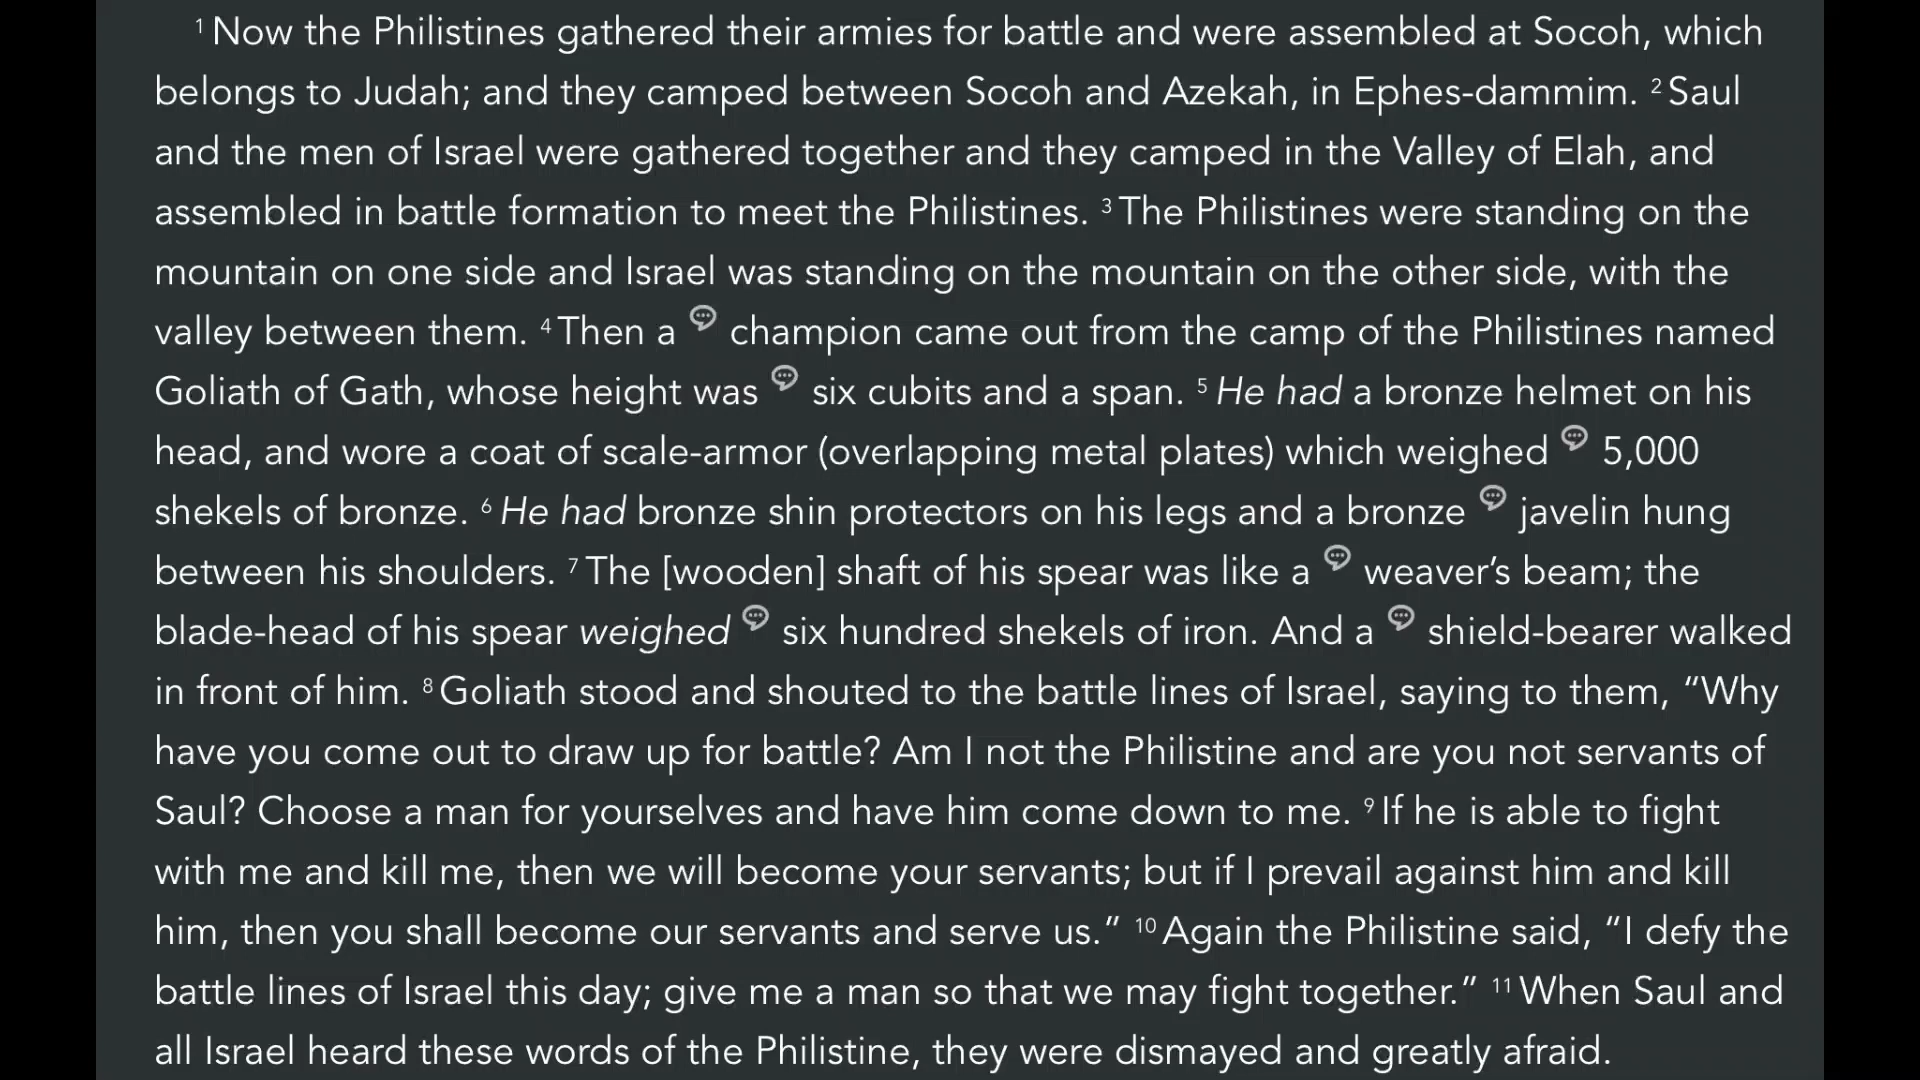 1 Now the Philistines gathered their armies for battle and were assembled at Socoh, which
belongs to Judah; and they camped between Socoh and Azekah, in Ephes-dammim. 2 Saul
and the men of Israel were gathered together and they camped in the Valley of Elah, and
assembled in battle formation to meet the Philistines. 3 The Philistines were standing on the
mountain on one side and Israel was standing on the mountain on the other side, with the
valley between them. 4 Then a champion came out from the camp of the Philistines named
Goliath of Gath, whose height was six cubits and a span. 5 He had a bronze helmet on his
head, and wore a coat of scale-armor (overlapping metal plates) which weighed 5,000
shekels of bronze. 6 He had bronze shin protectors on his legs and a bronze javelin hung
between his shoulders. 7 The [wooden] shaft of his spear was like a weaver’s beam; the
blade-head of his spear weighed six hundred shekels of iron. And a shield-bearer walked
in front of him. 8 Goliath stood and shouted to the battle lines of Israel, saying to them, “Why
have you come out to draw up for battle? Am I not the Philistine and are you not servants of
Saul? Choose a man for yourselves and have him come down to me. 9 If he is able to fight
with me and kill me, then we will become your servants; but if I prevail against him and kill
him, then you shall become our servants and serve us.” 10 Again the Philistine said, “I defy the
battle lines of Israel this day; give me a man so that we may fight together.” 11 When Saul and
all Israel heard these words of the Philistine, they were dismayed and greatly afraid.